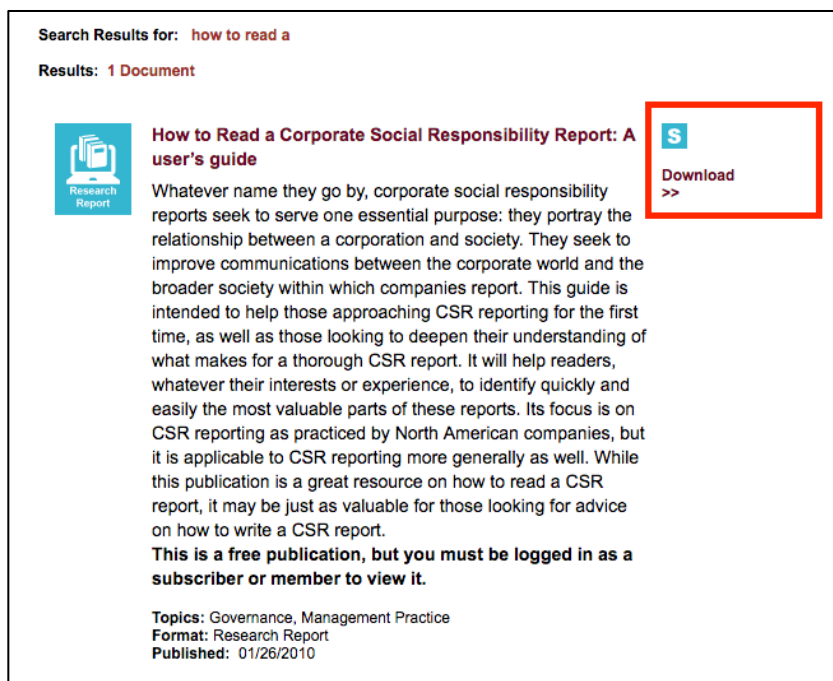 Search Results for: how to read a
Results: 1 Document
Research
Report
How to Read a Corporate Social Responsibility Report: A
user's guide
Whatever name they go by, corporate social responsibility
reports seek to serve one essential purpose: they portray the
relationship between a corporation and society. They seek to
improve communications between the corporate world and the
broader society within which companies report. This guide is
intended to help those approaching CSR reporting for the first
time, as well as those looking to deepen their understanding of
what makes for a thorough CSR report. It will help readers,
whatever their interests or experience, to identify quickly and
easily the most valuable parts of these reports. Its focus is on
CSR reporting as practiced by North American companies, but
it is applicable to CSR reporting more generally as well. While
this publication is a great resource on how to read a CSR
report, it may be just as valuable for those looking for advice
on how to write a CSR report.
This is a free publication, but you must be logged in as a
subscriber or member to view it.
Topics: Governance, Management Practice
Format: Research Report
Published: 01/26/2010
S
Download
>>